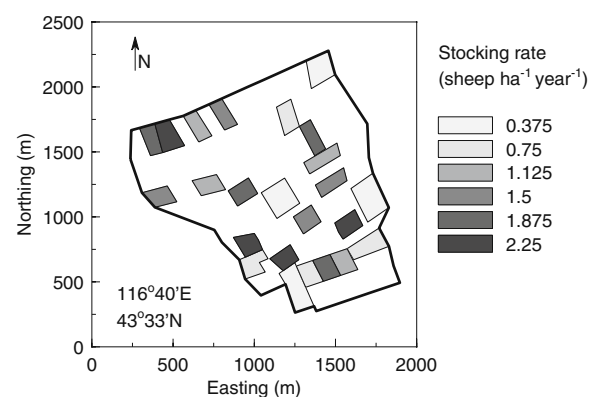 2500
2000
1500
1000
500
0
Northing (m)
N
116°40'E
43°33'N
0 500 1000 1500 2000
Easting (m)
Stocking rate
(sheep ha⁻¹ year⁻¹)
0.375
0.75
1.125
1.5
1.875
2.25